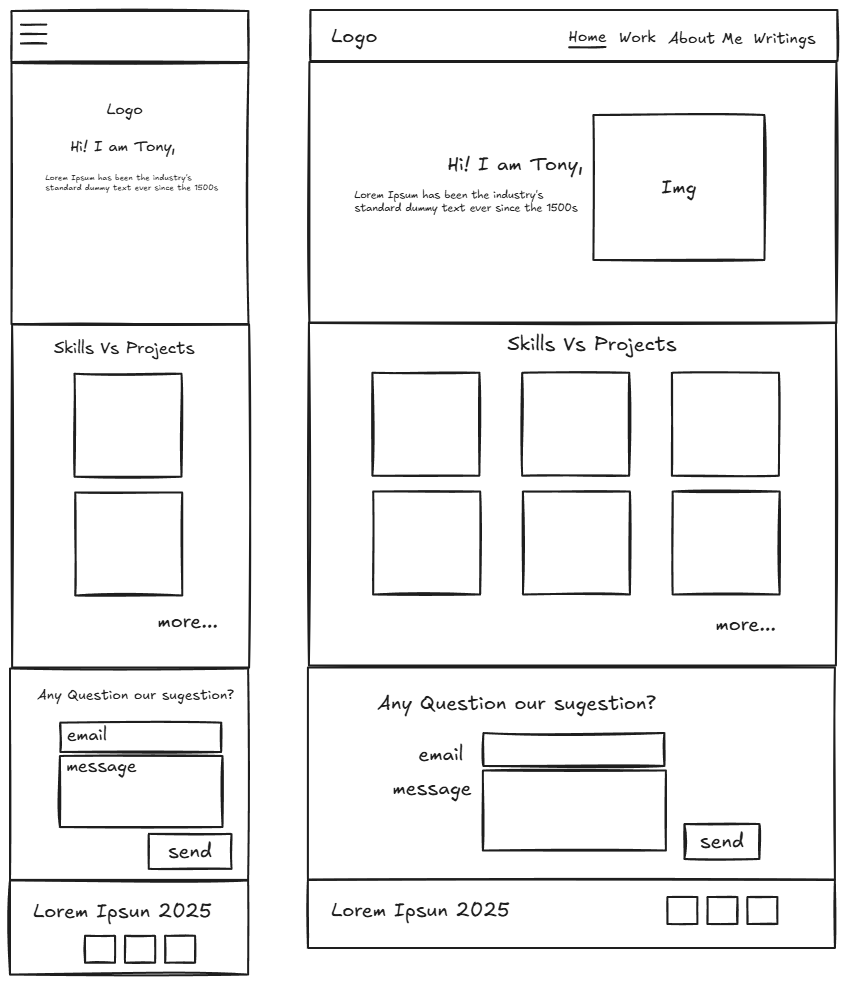 Logo
Hi! I am Tony,
Lorem Ipsum has been the industry's
standard dummy text ever since the 1500s
Skills Vs Projects
more...
Any Question our sugestion?
email
message
send
Lorem Ipsun 2025
Logo
Home Work About Me Writings
Hi! I am Tony,
Lorem Ipsum has been the industry's
standard dummy text ever since the 1500s
Img
Skills Vs Projects
more...
Any Question our sugestion?
email
message
send
Lorem Ipsun 2025